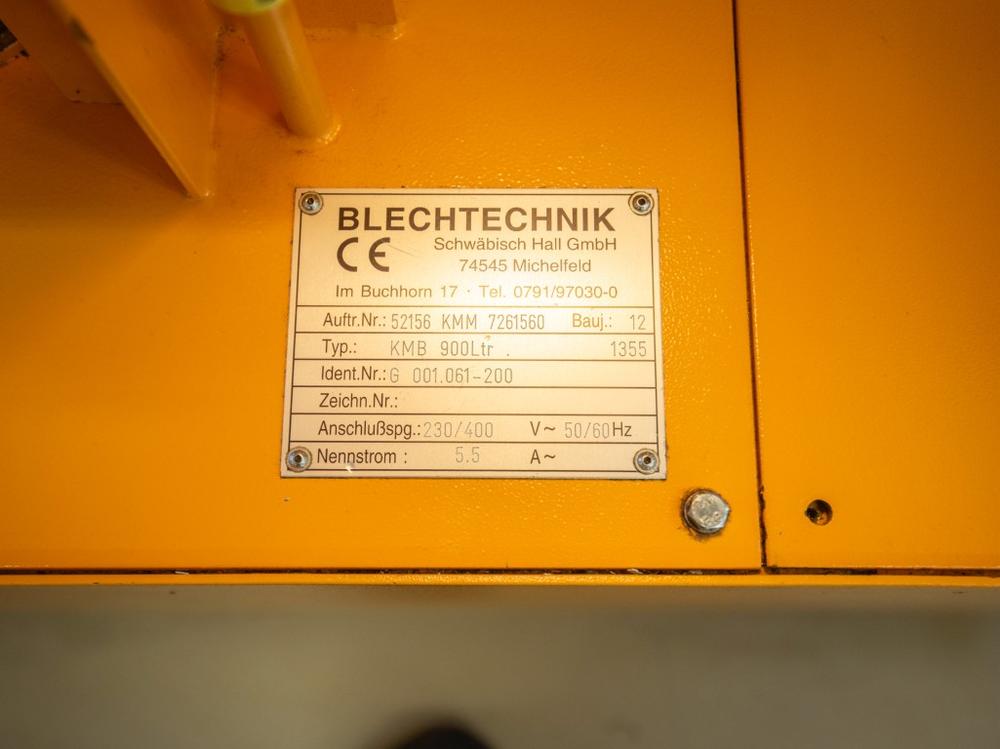 BLECHTECHNIK
CE Schwäbisch Hall GmbH
74545 Michelfeld
Im Buchhorn 17 · Tel. 0791/97030-0
Auftr.Nr.: 52156 KMM 7261560 Bauj.: 12
Typ.: KMB 900Ltr . 1355
Ident.Nr.: G 001.061-200
Zeichn.Nr.:
Anschlußspg.: 230/400 V~ 50/60 Hz
Nennstrom : 5.5 A~